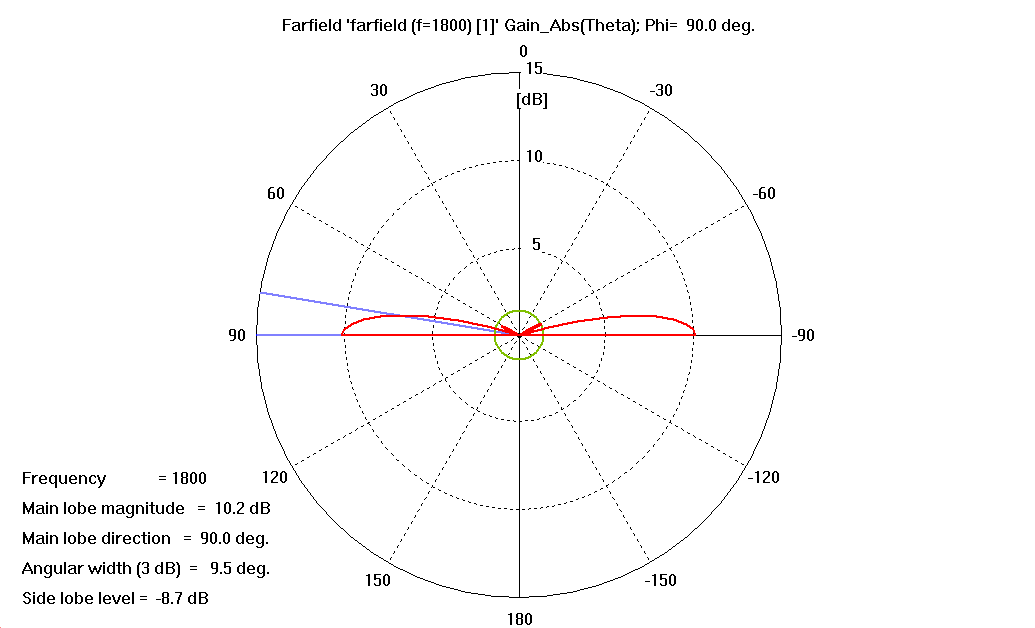 Farfield 'farfield (f=1800) [1]' Gain_Abs(Theta); Phi= 90.0 deg.
0
15
30
-30
[dB]
10
60
-60
5
90
-90
120
-120
150
-150
180
Frequency = 1800
Main lobe magnitude = 10.2 dB
Main lobe direction = 90.0 deg.
Angular width (3 dB) = 9.5 deg.
Side lobe level = -8.7 dB